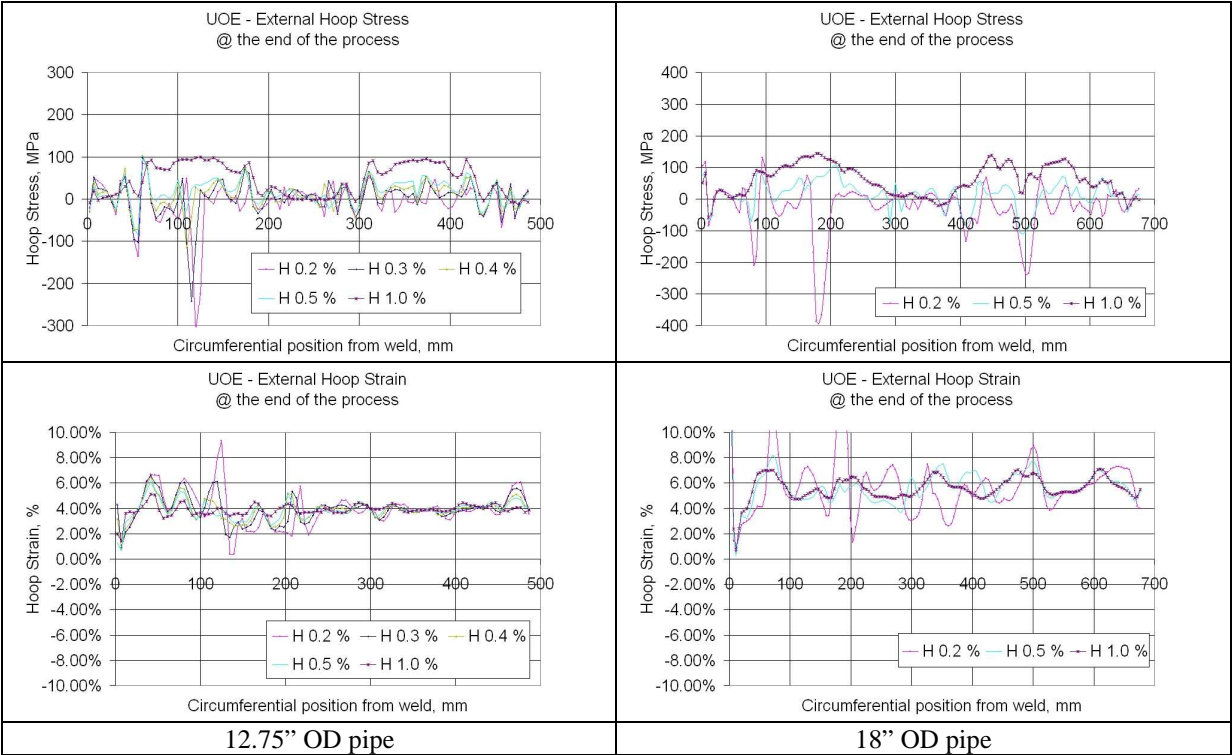 UOE - External Hoop Stress
@ the end of the process
Hoop Stress, MPa
300
200
100
0
-100
-200
-300
0 100 200 300 400 500
H 0.2 % H 0.3 % H 0.4 %
H 0.5 % H 1.0 %
Circumferential position from weld, mm
UOE - External Hoop Stress
@ the end of the process
Hoop Stress, MPa
400
300
200
100
0
-100
-200
-300
-400
0 100 200 300 400 500 600 700
H 0.2 % H 0.5 % H 1.0 %
Circumferential position from weld, mm
UOE - External Hoop Strain
@ the end of the process
Hoop Strain, %
10.00%
8.00%
6.00%
4.00%
2.00%
0.00%
-2.00%
-4.00%
-6.00%
-8.00%
-10.00%
0 100 200 300 400 500
H 0.2 % H 0.3 % H 0.4 %
H 0.5 % H 1.0 %
Circumferential position from weld, mm
UOE - External Hoop Strain
@ the end of the process
Hoop Strain, %
10.00%
8.00%
6.00%
4.00%
2.00%
0.00%
-2.00%
-4.00%
-6.00%
-8.00%
-10.00%
0 100 200 300 400 500 600 700
H 0.2 % H 0.5 % H 1.0 %
Circumferential position from weld, mm
12.75” OD pipe
18” OD pipe